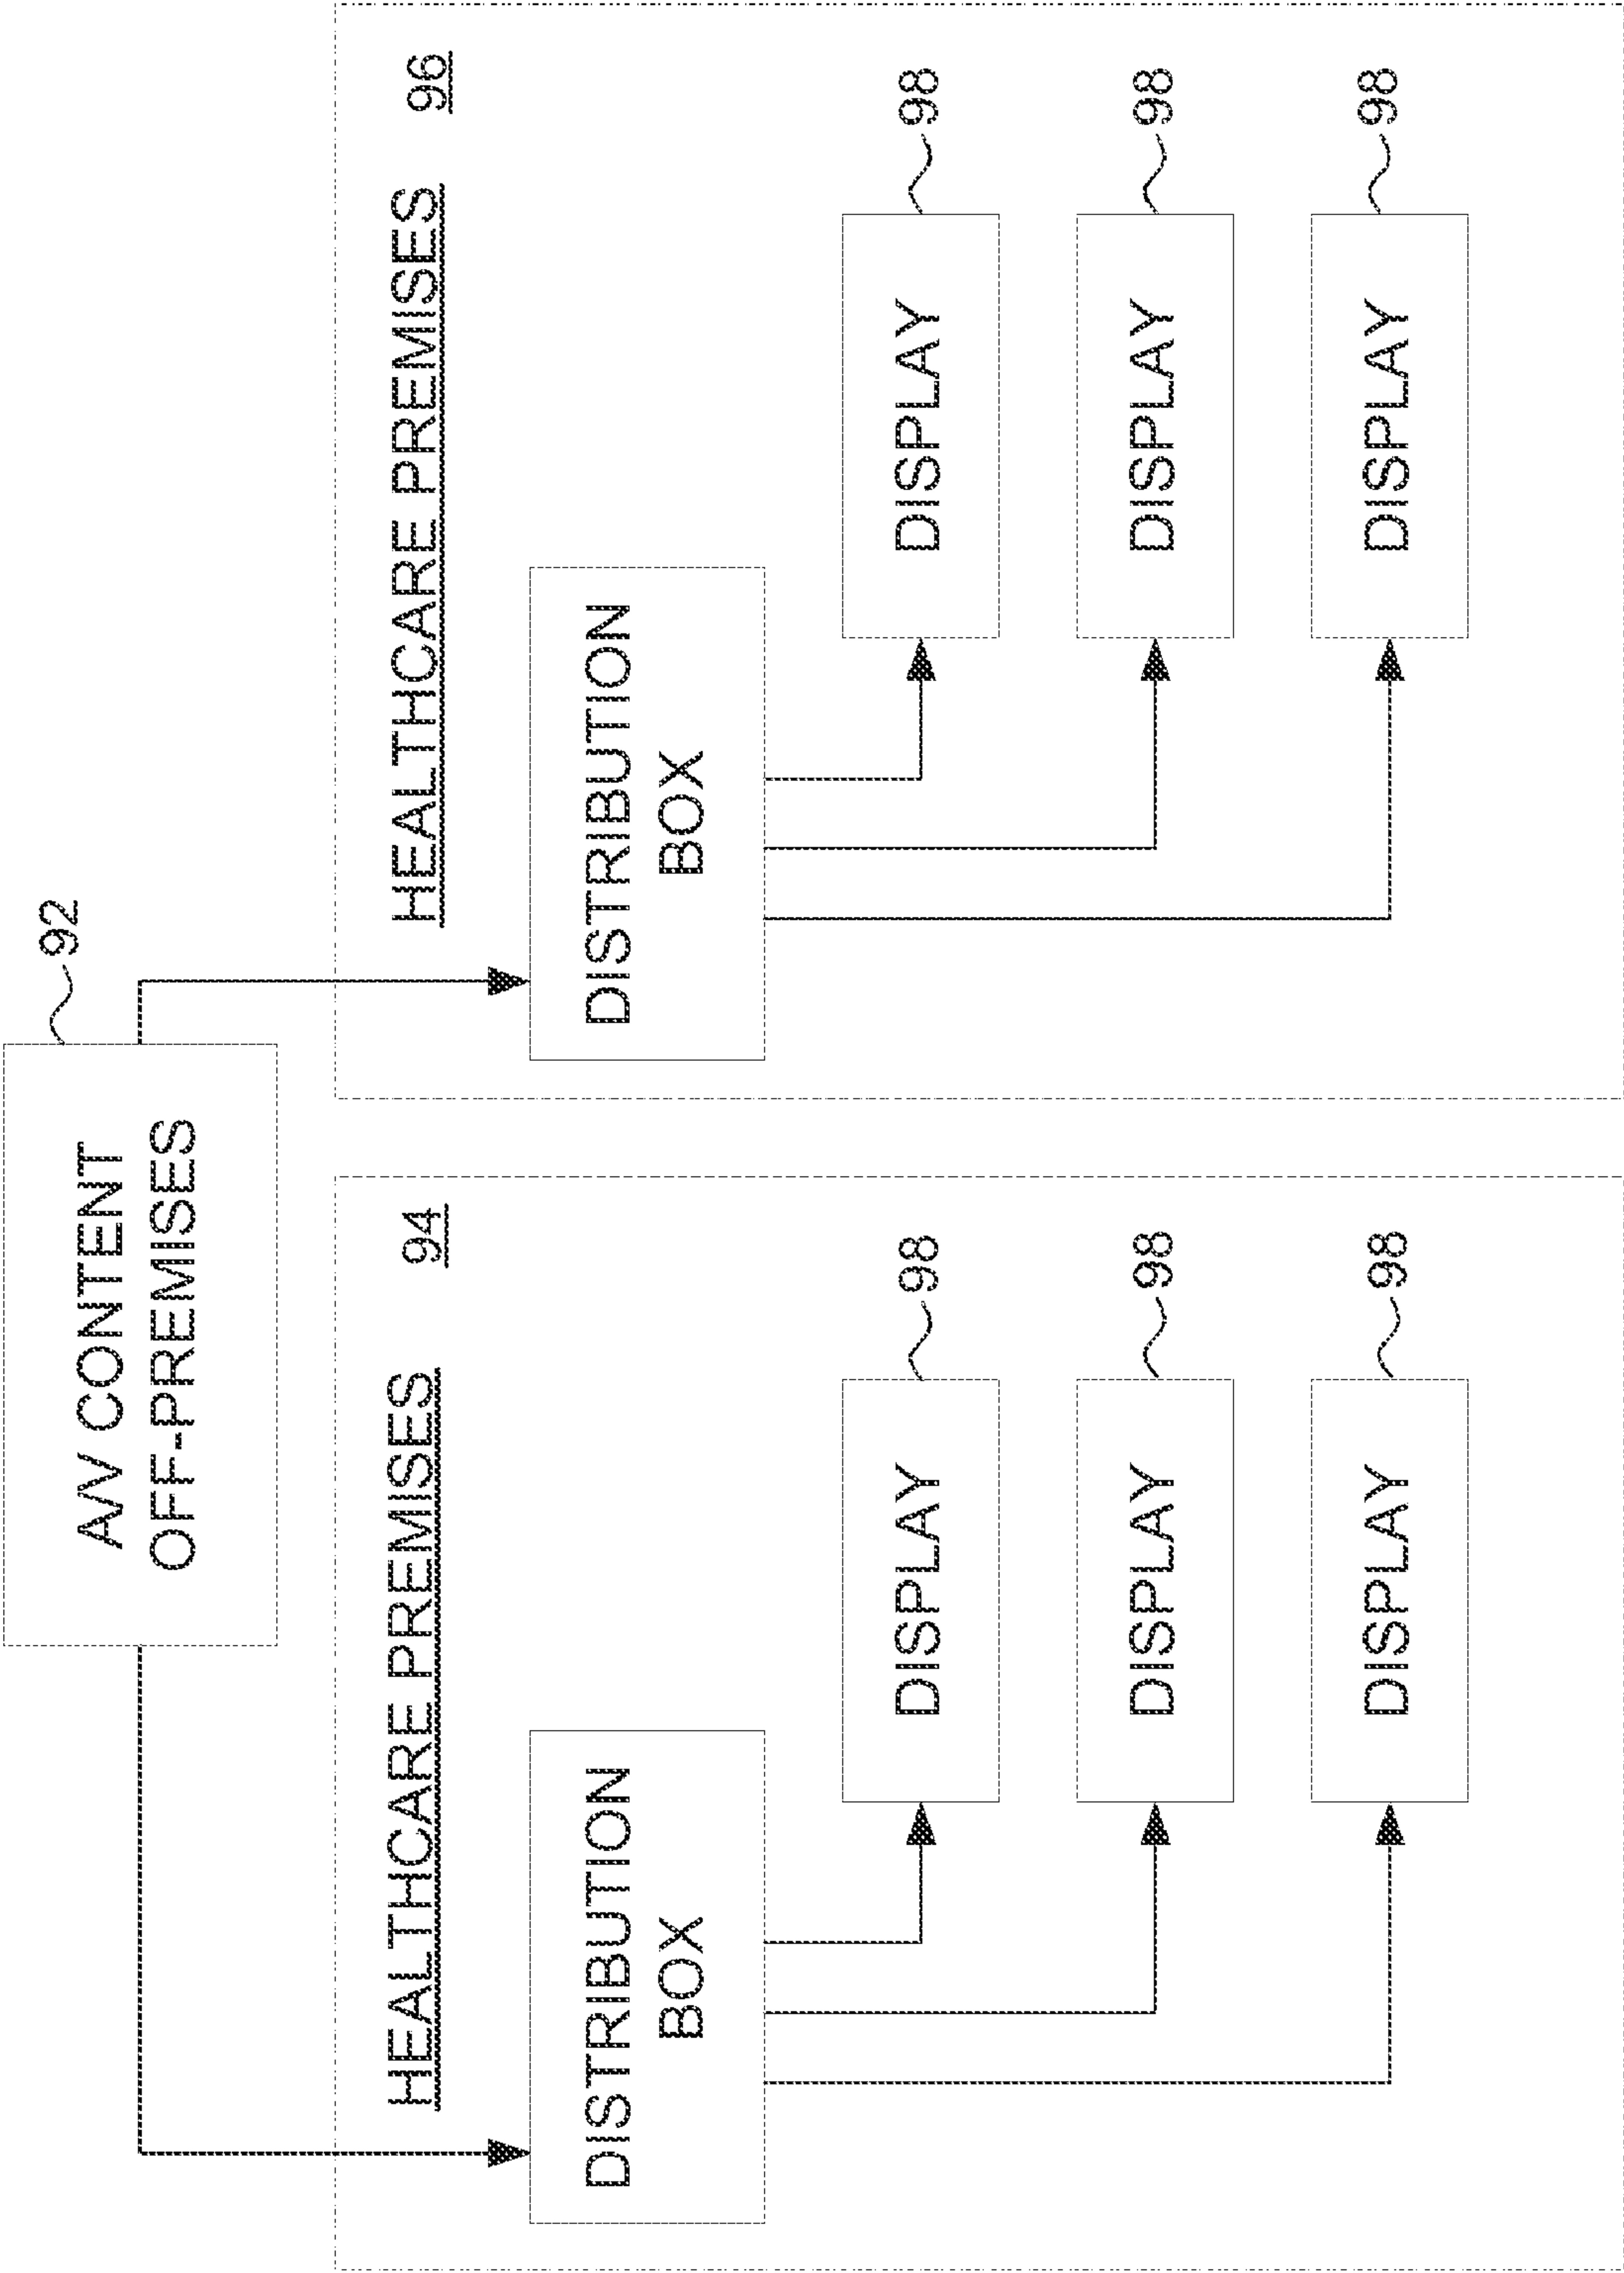 92
A/V CONTENT
OFF-PREMISES
HEALTHCARE PREMISES 94
DISTRIBUTION
BOX
DISPLAY 98
DISPLAY 98
DISPLAY 98
HEALTHCARE PREMISES 96
DISTRIBUTION
BOX
DISPLAY 98
DISPLAY 98
DISPLAY 98